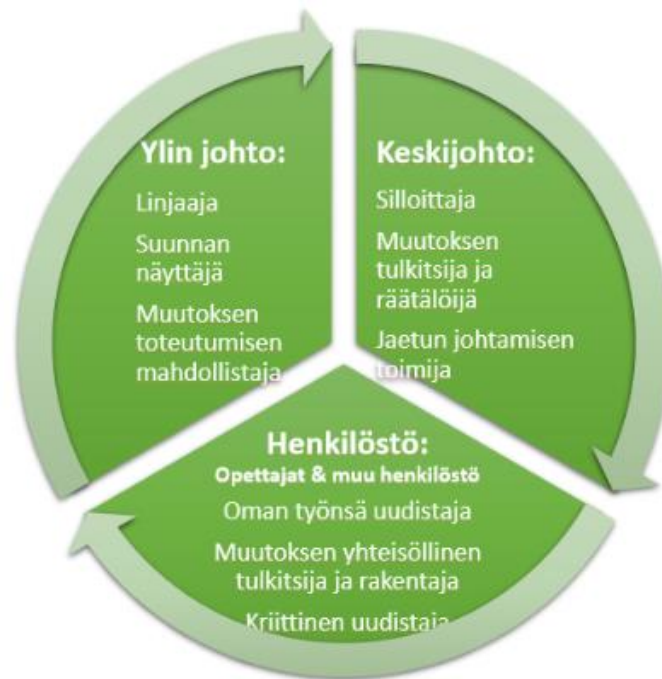 Ylin johto:
Linjaaja
Suunnan
näyttäjä
Muutoksen
toteutumisen
mahdollistaja
Keskijohto:
Silloittaja
Muutoksen
tulkitsija ja
räätälöijä
Jaetun johtamisen
toimija
Henkilöstö:
Opettajat & muu henkilöstö
Oman työnsä uudistaja
Muutoksen yhteisöllinen
tulkitsija ja rakentaja
Kriittinen uudistaja